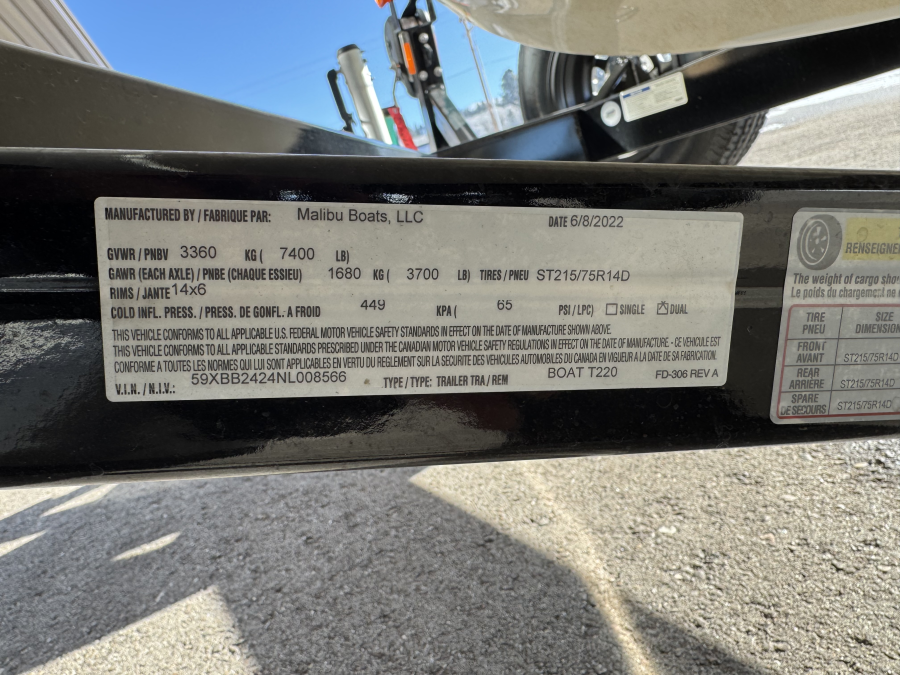 MANUFACTURED BY / FABRIQUE PAR: Malibu Boats, LLC DATE 6/8/2022
GVWR / PNBV 3360 KG ( 7400 LB)
GAWR (EACH AXLE) / PNBE (CHAQUE ESSIEU) 1680 KG ( 3700 LB) TIRES / PNEU ST215/75R14D
RIMS / JANTE 14x6
COLD INFL. PRESS. / PRESS. DE GONFL. A FROID 449 KPA ( 65 PSI / LPC) SINGLE DUAL
THIS VEHICLE CONFORMS TO ALL APPLICABLE U.S. FEDERAL MOTOR VEHICLE SAFETY STANDARDS IN EFFECT ON THE DATE OF MANUFACTURE SHOWN ABOVE.
THIS VEHICLE CONFORMS TO ALL APPLICABLE STANDARDS PRESCRIBED UNDER THE CANADIAN MOTOR VEHICLE SAFETY REGULATIONS IN EFFECT ON THE DATE OF MANUFACTURE. / CE VEHICULE EST
CONFORME A TOUTES LES NORMES QUI LUI SONT APPLICABLES EN VERTU DU REGLEMENT SUR LA SECURITE DES VEHICULES AUTOMOBILES DU CANADA EN VIGUEUR A LA DATE DE SA FABRICATION.
V.I.N. / N.I.V.: 59XBB2424NL008566 TYPE / TYPE: TRAILER TRA / REM BOAT T220 FD-306 REV A
RENSEIGNE
The weight of cargo shou
Le poids du chargement ne
TIRE PNEU SIZE DIMENSION
FRONT AVANT ST215/75R14D
REAR ARRIÈRE ST215/75R14D
SPARE DE SECOURS ST215/75R14D